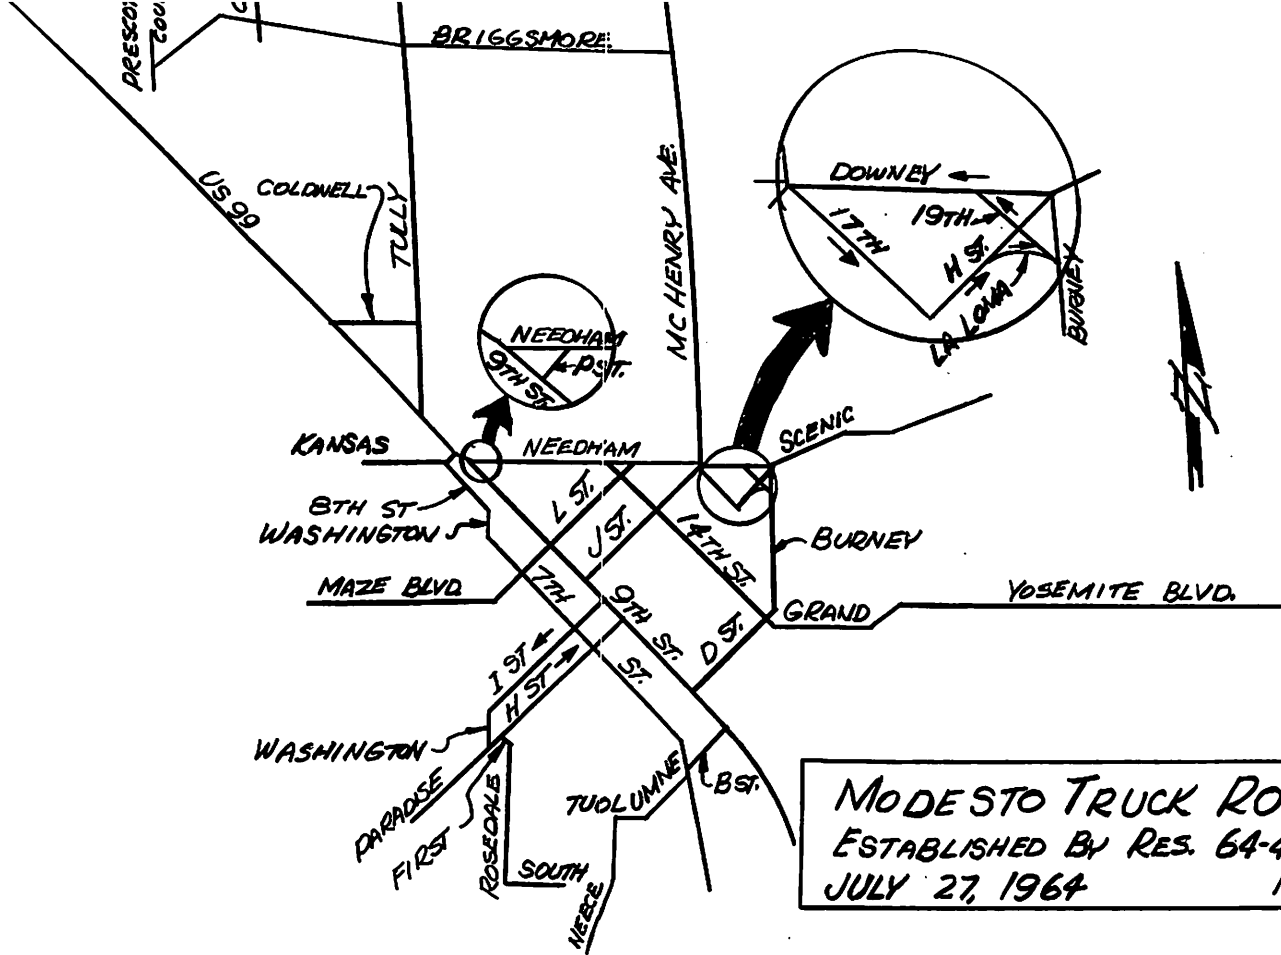 BRIGGSMORE
US 99
COLDWELL
TULLY
MC HENRY AVE.
DOWNEY
17TH
19TH
H ST.
LA LOMA
BURNEY
NEEDHAM
9TH ST.
P ST.
KANSAS
NEEDHAM
SCENIC
8TH ST
WASHINGTON
L ST.
J ST.
14TH ST.
BURNEY
MAZE BLVD.
7TH
ST.
9TH
ST.
D ST.
GRAND
YOSEMITE BLVD.
I ST
H ST
WASHINGTON
PARADISE
FIRST
ROSEDALE
SOUTH
TUOLUMNE
B ST.
NEECE
MODESTO TRUCK RO
ESTABLISHED BY RES. 64-4
JULY 27, 1964